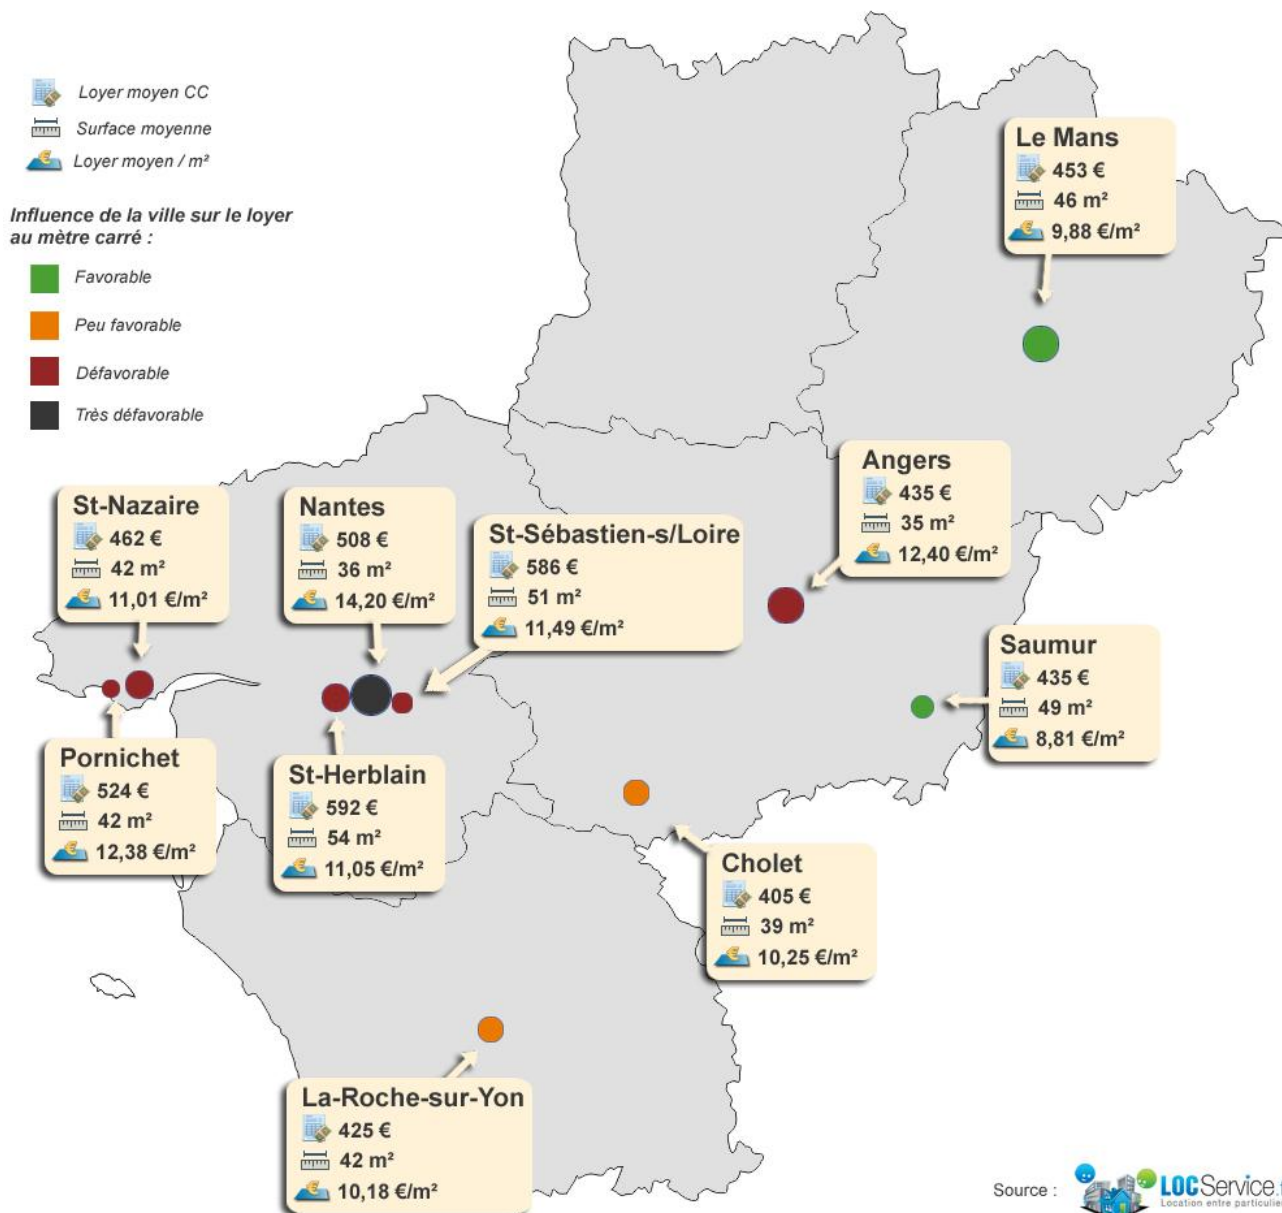 Loyer moyen CC
Surface moyenne
Loyer moyen / m²
Influence de la ville sur le loyer
au mètre carré :
Favorable
Peu favorable
Défavorable
Très défavorable
Le Mans
453 €
46 m²
9,88 €/m²
Angers
435 €
35 m²
12,40 €/m²
St-Nazaire
462 €
42 m²
11,01 €/m²
Nantes
508 €
36 m²
14,20 €/m²
St-Sébastien-s/Loire
586 €
51 m²
11,49 €/m²
Saumur
435 €
49 m²
8,81 €/m²
Pornichet
524 €
42 m²
12,38 €/m²
St-Herblain
592 €
54 m²
11,05 €/m²
Cholet
405 €
39 m²
10,25 €/m²
La-Roche-sur-Yon
425 €
42 m²
10,18 €/m²
Source :
LOCService.f
Location entre particulie